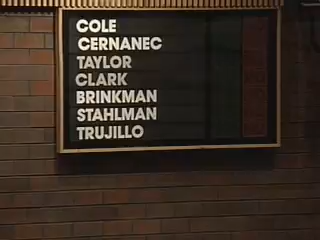 COLE
CERNANEC
TAYLOR
CLARK
BRINKMAN
STAHLMAN
TRUJILLO